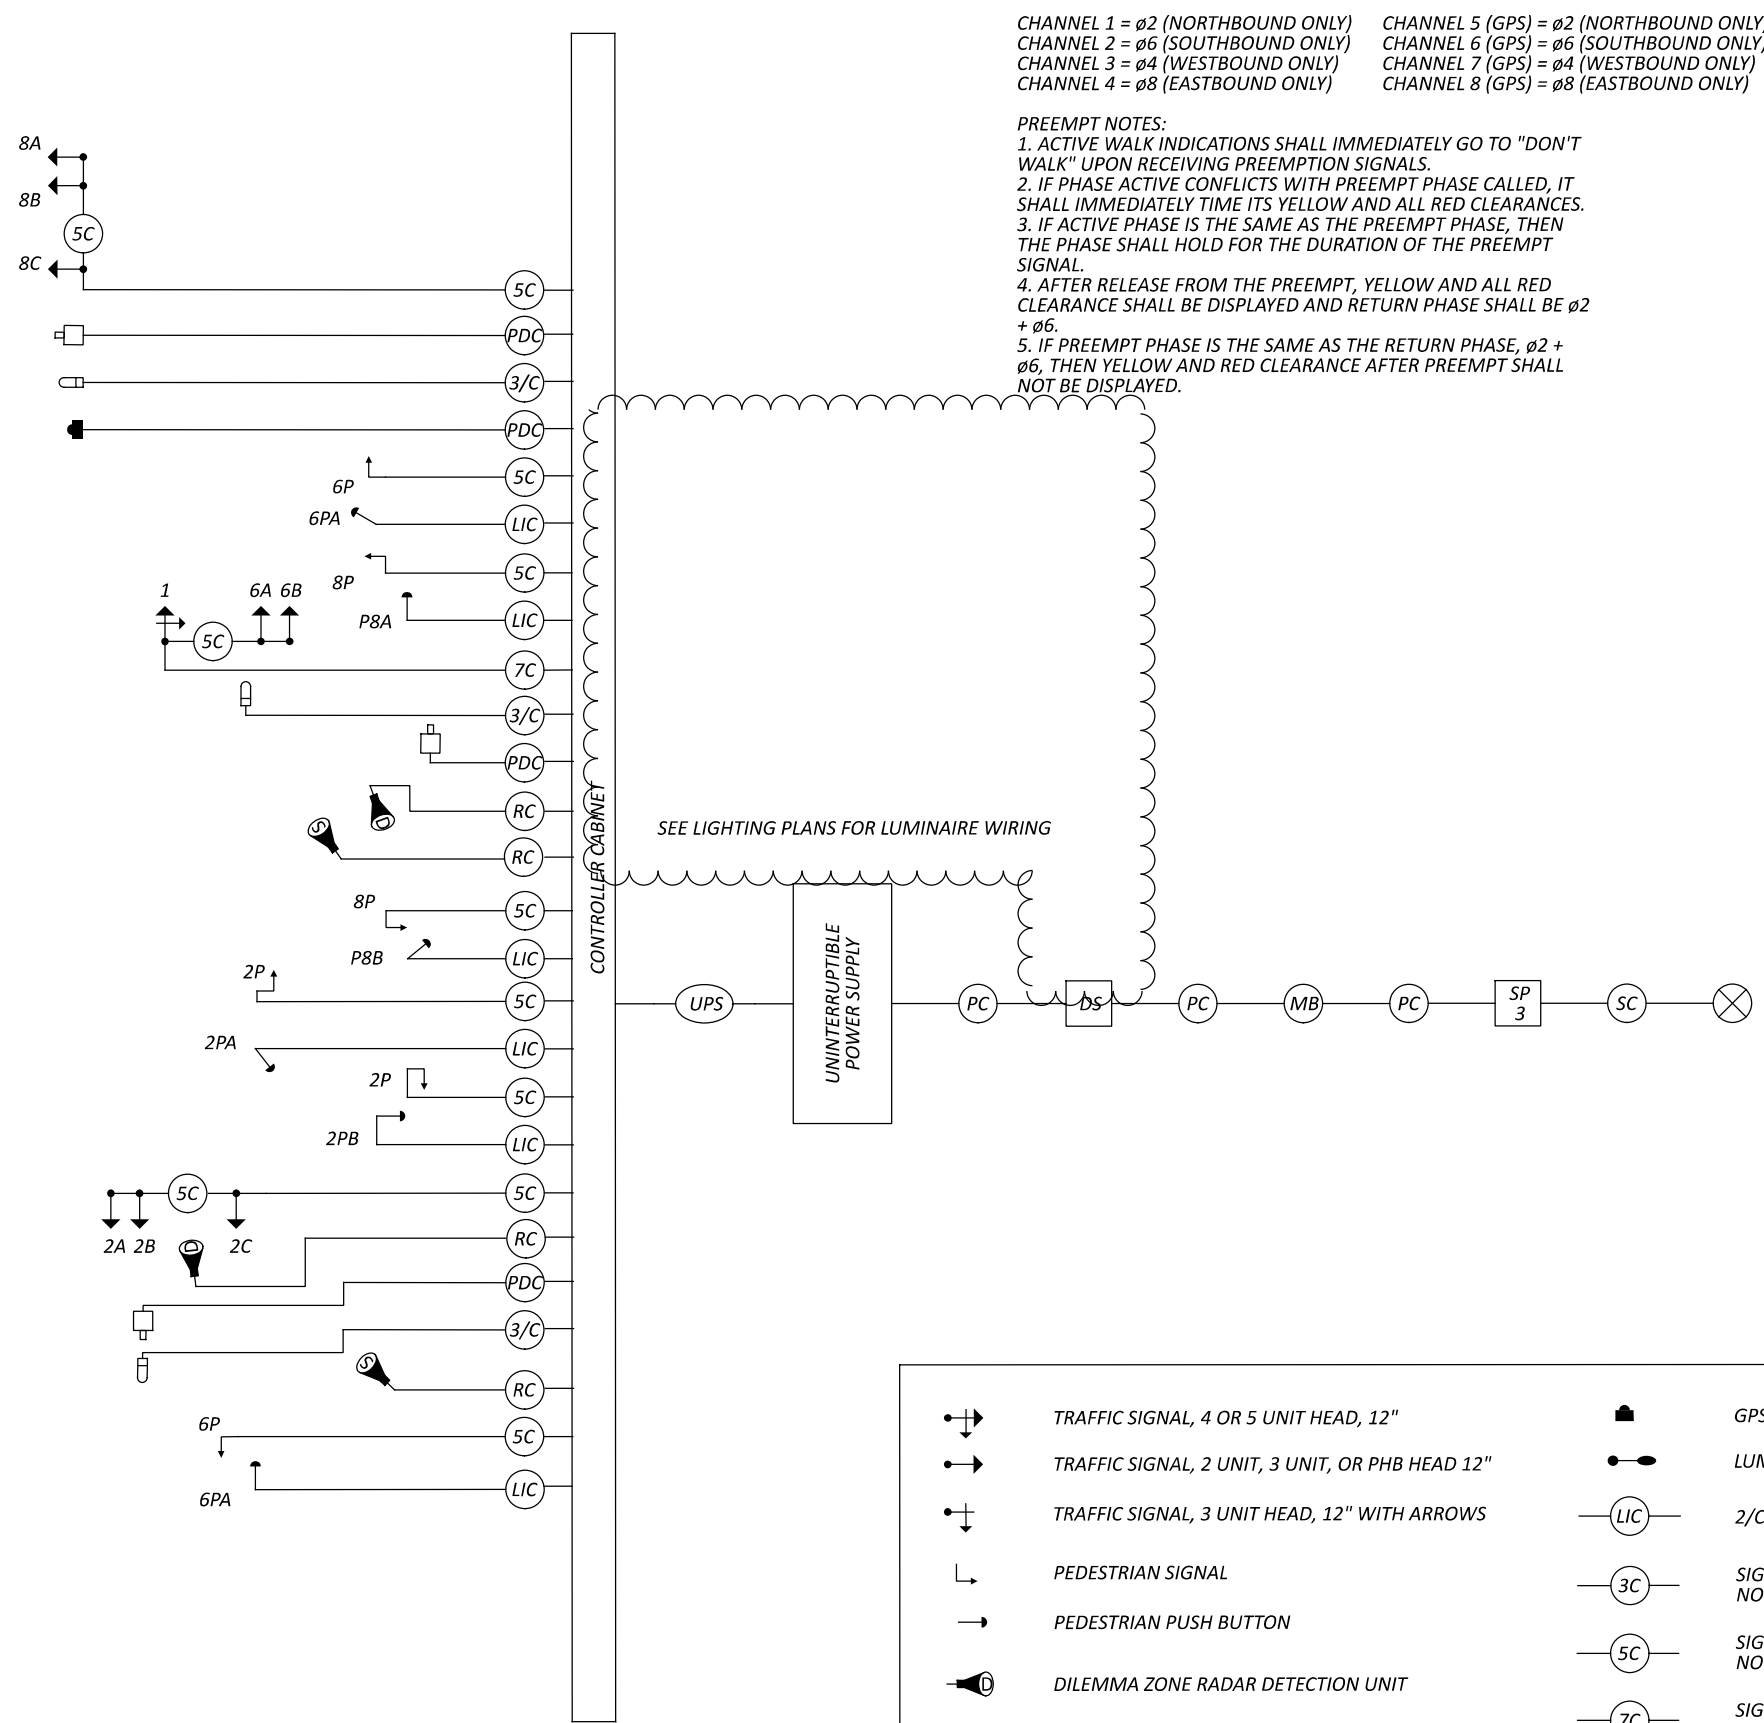 CHANNEL 1 = ø2 (NORTHBOUND ONLY) CHANNEL 5 (GPS) = ø2 (NORTHBOUND ONLY)
CHANNEL 2 = ø6 (SOUTHBOUND ONLY) CHANNEL 6 (GPS) = ø6 (SOUTHBOUND ONLY)
CHANNEL 3 = ø4 (WESTBOUND ONLY) CHANNEL 7 (GPS) = ø4 (WESTBOUND ONLY)
CHANNEL 4 = ø8 (EASTBOUND ONLY) CHANNEL 8 (GPS) = ø8 (EASTBOUND ONLY)
PREEMPT NOTES:
1. ACTIVE WALK INDICATIONS SHALL IMMEDIATELY GO TO "DON'T
WALK" UPON RECEIVING PREEMPTION SIGNALS.
2. IF PHASE ACTIVE CONFLICTS WITH PREEMPT PHASE CALLED, IT
SHALL IMMEDIATELY TIME ITS YELLOW AND ALL RED CLEARANCES.
3. IF ACTIVE PHASE IS THE SAME AS THE PREEMPT PHASE, THEN
THE PHASE SHALL HOLD FOR THE DURATION OF THE PREEMPT
SIGNAL.
4. AFTER RELEASE FROM THE PREEMPT, YELLOW AND ALL RED
CLEARANCE SHALL BE DISPLAYED AND RETURN PHASE SHALL BE ø2
+ ø6.
5. IF PREEMPT PHASE IS THE SAME AS THE RETURN PHASE, ø2 +
ø6, THEN YELLOW AND RED CLEARANCE AFTER PREEMPT SHALL
NOT BE DISPLAYED.
8A
8B
5C
8C
5C
PDC
3/C
PDC
5C
6P
6PA
LIC
5C
8P
1
6A 6B
P8A
LIC
5C
7C
3/C
PDC
RC
D
S
RC
CONTROLLER CABINET
SEE LIGHTING PLANS FOR LUMINAIRE WIRING
8P
5C
P8B
LIC
2P
5C
UPS
UNINTERRUPTIBLE
POWER SUPPLY
PC
DS
PC
MB
PC
SP
3
SC
2PA
LIC
2P
5C
2PB
LIC
5C
5C
2A 2B
2C
D
RC
PDC
3/C
S
RC
6P
5C
6PA
LIC
TRAFFIC SIGNAL, 4 OR 5 UNIT HEAD, 12"
TRAFFIC SIGNAL, 2 UNIT, 3 UNIT, OR PHB HEAD 12"
TRAFFIC SIGNAL, 3 UNIT HEAD, 12" WITH ARROWS
PEDESTRIAN SIGNAL
PEDESTRIAN PUSH BUTTON
D
DILEMMA ZONE RADAR DETECTION UNIT
GPS
LUM
LIC
2/C
3C
SIG
NO
5C
SIG
NO
7C
SIG